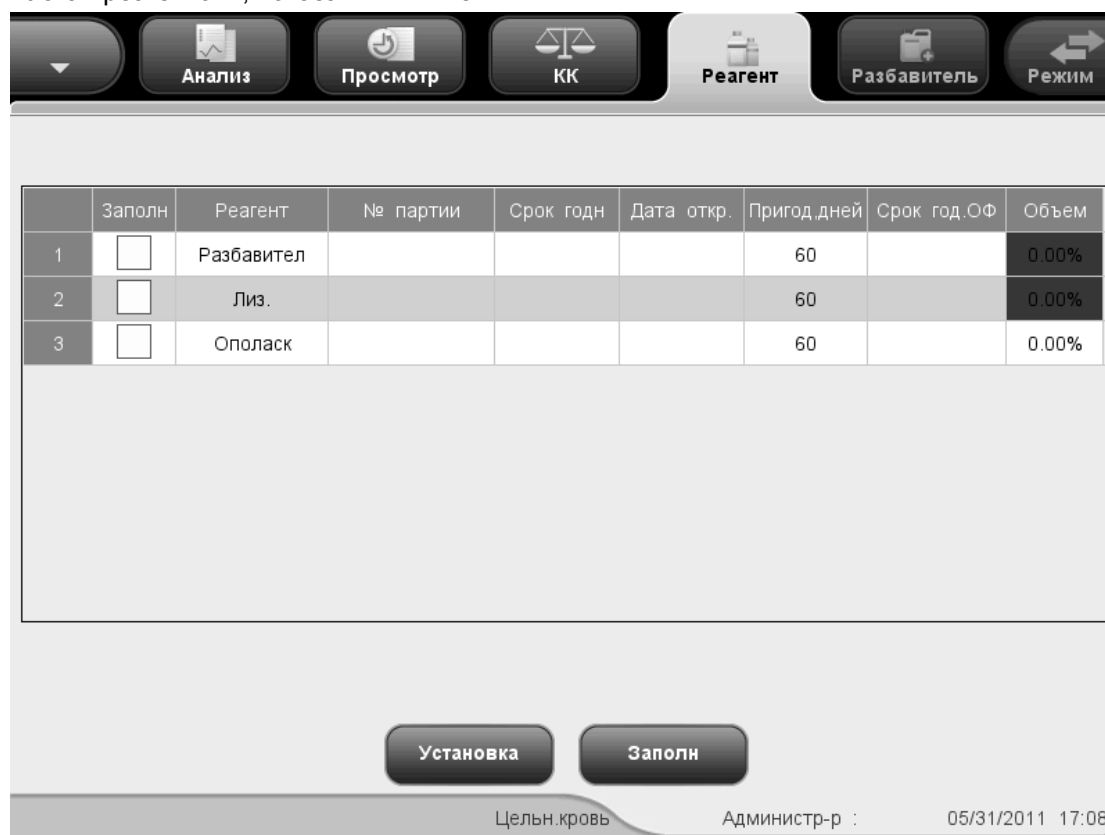 Анализ Просмотр КК Реагент Разбавитель Режим
Заполн Реагент № партии Срок годн Дата откр. Пригод,дней Срок год.ОФ Объем
1 Разбавител 60 0.00%
2 Лиз. 60 0.00%
3 Ополаск 60 0.00%
Установка Заполн
Цельн.кровь Администр-р : 05/31/2011 17:08